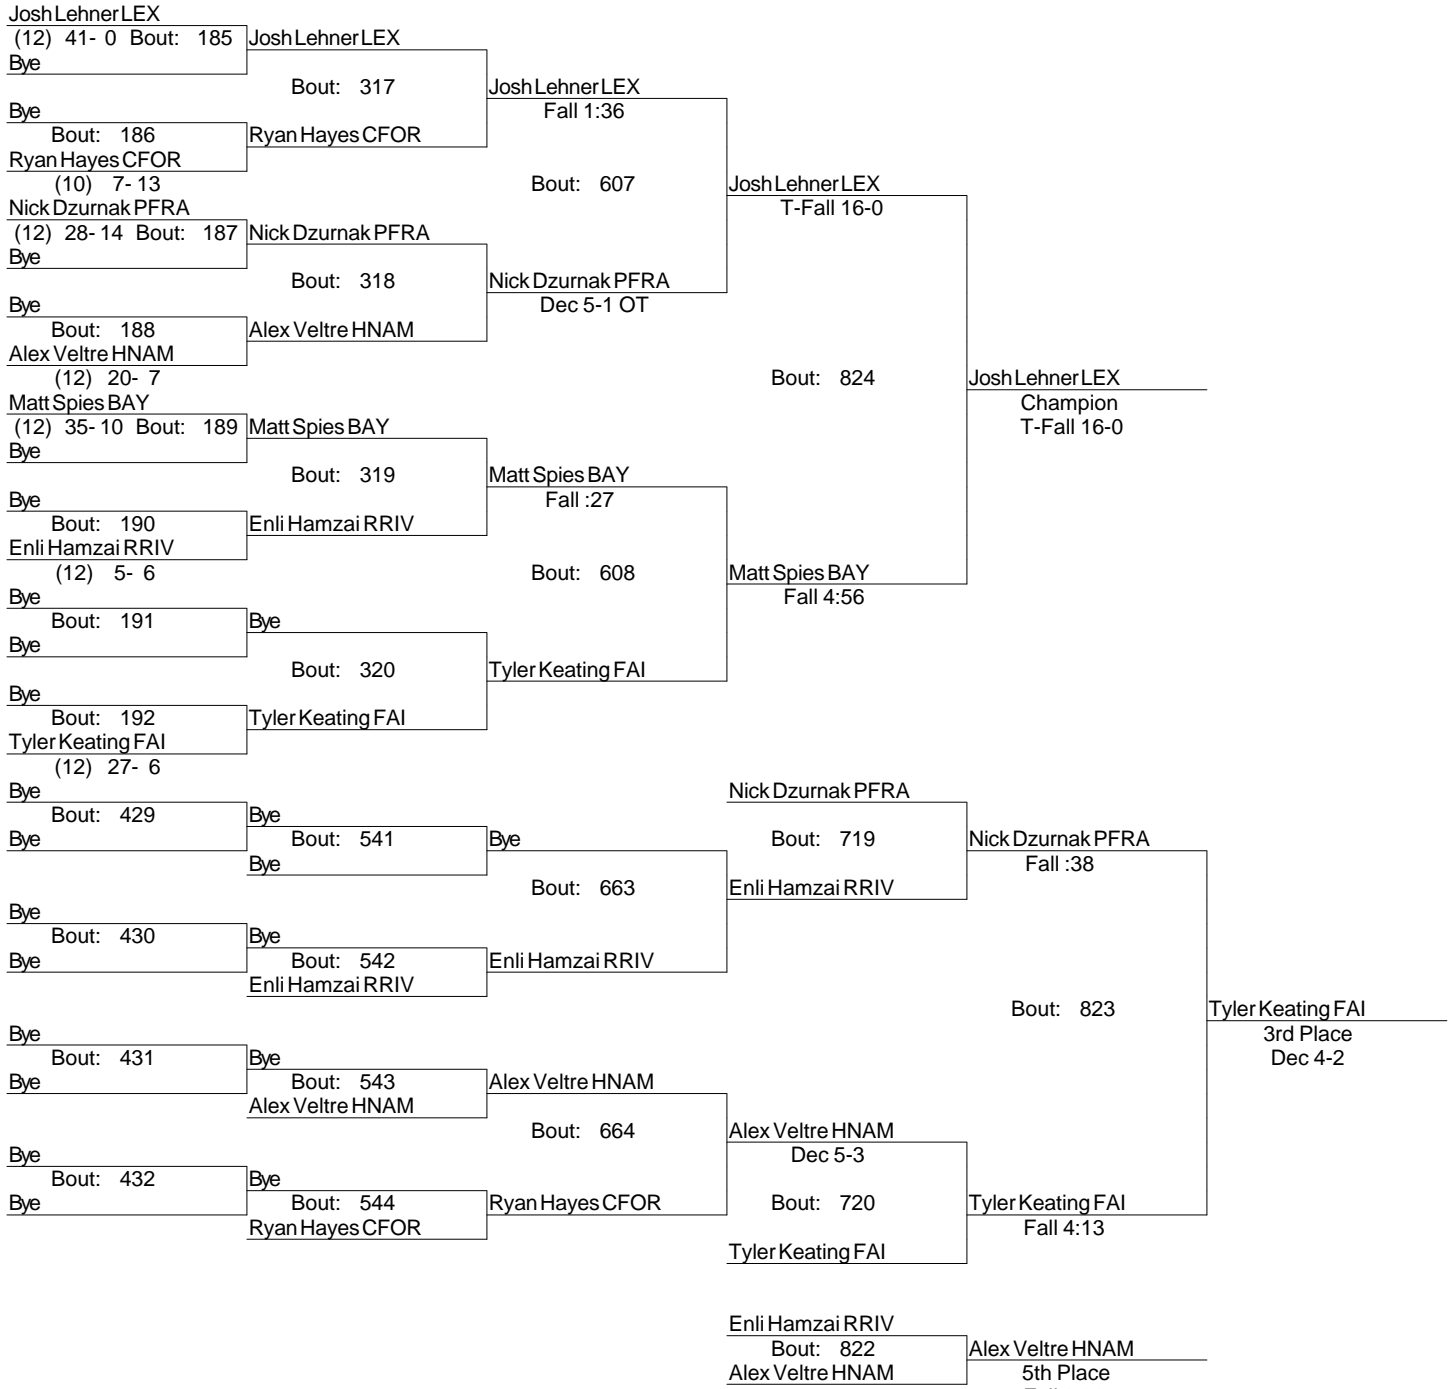 Josh Lehner LEX
(12) 41- 0 Bout: 185 Josh Lehner LEX
Bye
Bout: 317 Josh Lehner LEX
Bye Fall 1:36
Bout: 186 Ryan Hayes CFOR
Ryan Hayes CFOR
(10) 7- 13 Bout: 607 Josh Lehner LEX
Nick Dzurnak PFRA T-Fall 16-0
(12) 28- 14 Bout: 187 Nick Dzurnak PFRA
Bye
Bout: 318 Nick Dzurnak PFRA
Bye Dec 5-1 OT
Bout: 188 Alex Veltre HNAM
Alex Veltre HNAM
(12) 20- 7 Bout: 824 Josh Lehner LEX
Matt Spies BAY Champion
(12) 35- 10 Bout: 189 Matt Spies BAY T-Fall 16-0
Bye
Bout: 319 Matt Spies BAY
Bye Fall :27
Bout: 190 Enli Hamzai RRIV
Enli Hamzai RRIV
(12) 5- 6 Bout: 608 Matt Spies BAY
Bye Fall 4:56
Bout: 191 Bye
Bye
Bout: 320 Tyler Keating FAI
Bye
Bout: 192 Tyler Keating FAI
Tyler Keating FAI
(12) 27- 6
Bye Nick Dzurnak PFRA
Bout: 429 Bye
Bye Bout: 541 Bye Bout: 719 Nick Dzurnak PFRA
Bye Fall :38
Bout: 663 Enli Hamzai RRIV
Bye
Bout: 430 Bye
Bye Bout: 542 Enli Hamzai RRIV
Enli Hamzai RRIV
Bout: 823 Tyler Keating FAI
Bye 3rd Place
Bout: 431 Bye Dec 4-2
Bye Bout: 543 Alex Veltre HNAM
Alex Veltre HNAM
Bout: 664 Alex Veltre HNAM
Bye Dec 5-3
Bout: 432 Bye
Bye Bout: 544 Ryan Hayes CFOR Bout: 720 Tyler Keating FAI
Ryan Hayes CFOR Fall 4:13
Tyler Keating FAI
Enli Hamzai RRIV
Bout: 822 Alex Veltre HNAM
Alex Veltre HNAM 5th Place